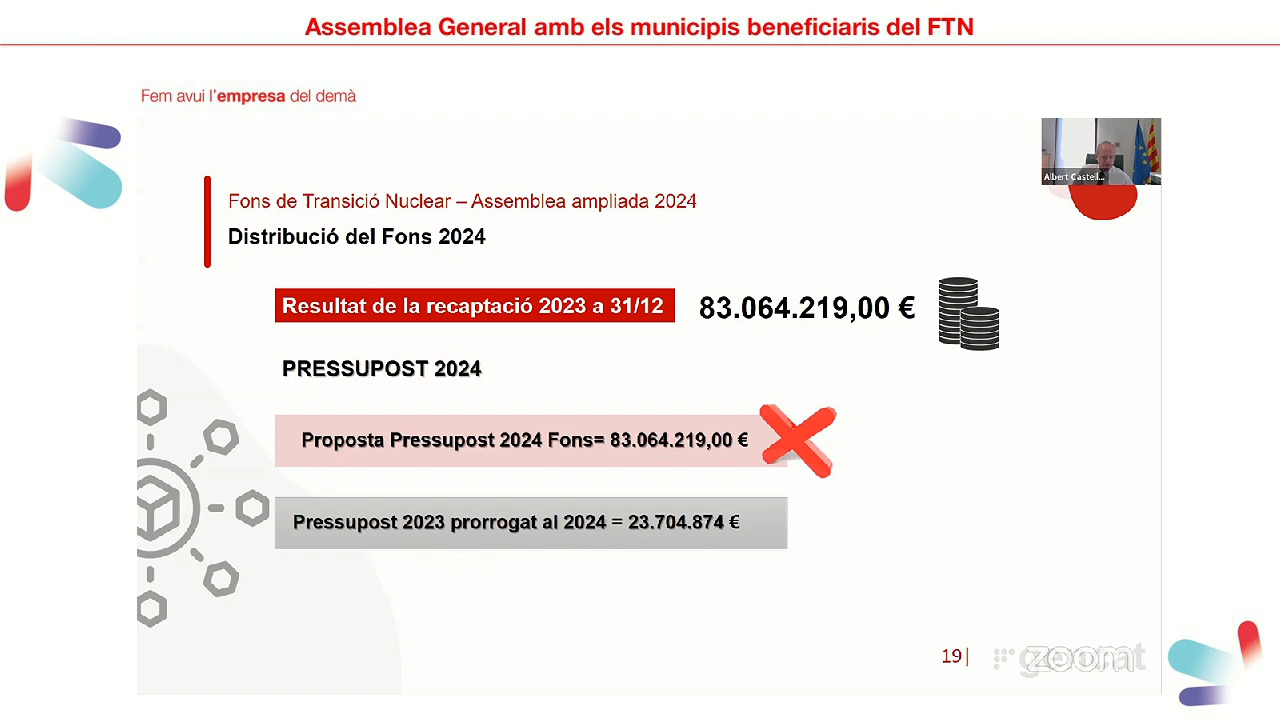 Assemblea General amb els municipis beneficiaris del FTN
Fem avui l'empresa del demà
Albert Castell...
Fons de Transició Nuclear – Assemblea ampliada 2024
Distribució del Fons 2024
Resultat de la recaptació 2023 a 31/12
83.064.219,00 €
PRESSUPOST 2024
Proposta Pressupost 2024 Fons= 83.064.219,00 €
Pressupost 2023 prorrogat al 2024 = 23.704.874 €
19|
zoom